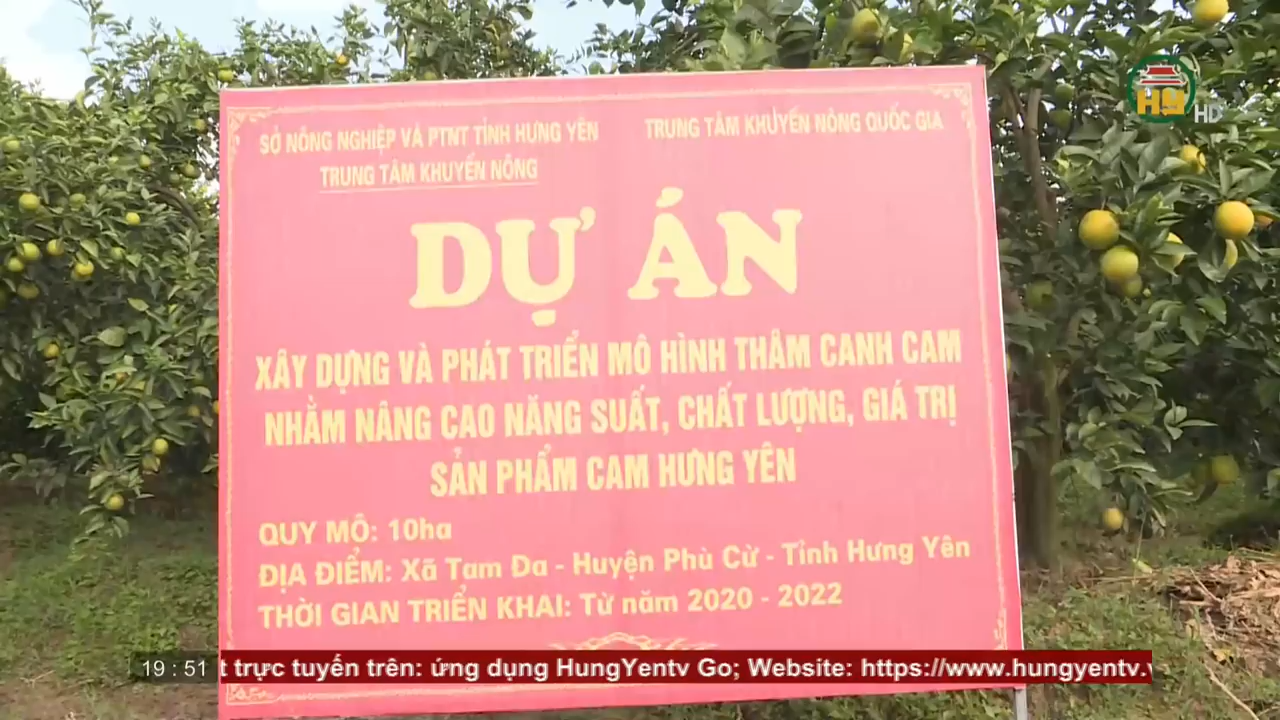 SỞ NÔNG NGHIỆP VÀ PTNT TỈNH HƯNG YÊN
TRUNG TÂM KHUYẾN NÔNG
TRUNG TÂM KHUYẾN NÔNG QUỐC GIA
HY HD
DỰ ÁN
XÂY DỰNG VÀ PHÁT TRIỂN MÔ HÌNH THÂM CANH CAM
NHẰM NÂNG CAO NĂNG SUẤT, CHẤT LƯỢNG, GIÁ TRỊ
SẢN PHẨM CAM HƯNG YÊN
QUY MÔ: 10ha
ĐỊA ĐIỂM: Xã Tam Đa - Huyện Phù Cừ - Tỉnh Hưng Yên
THỜI GIAN TRIỂN KHAI: Từ năm 2020 - 2022
19 : 51 t trực tuyến trên: ứng dụng HungYentv Go; Website: https://www.hungyentv.v